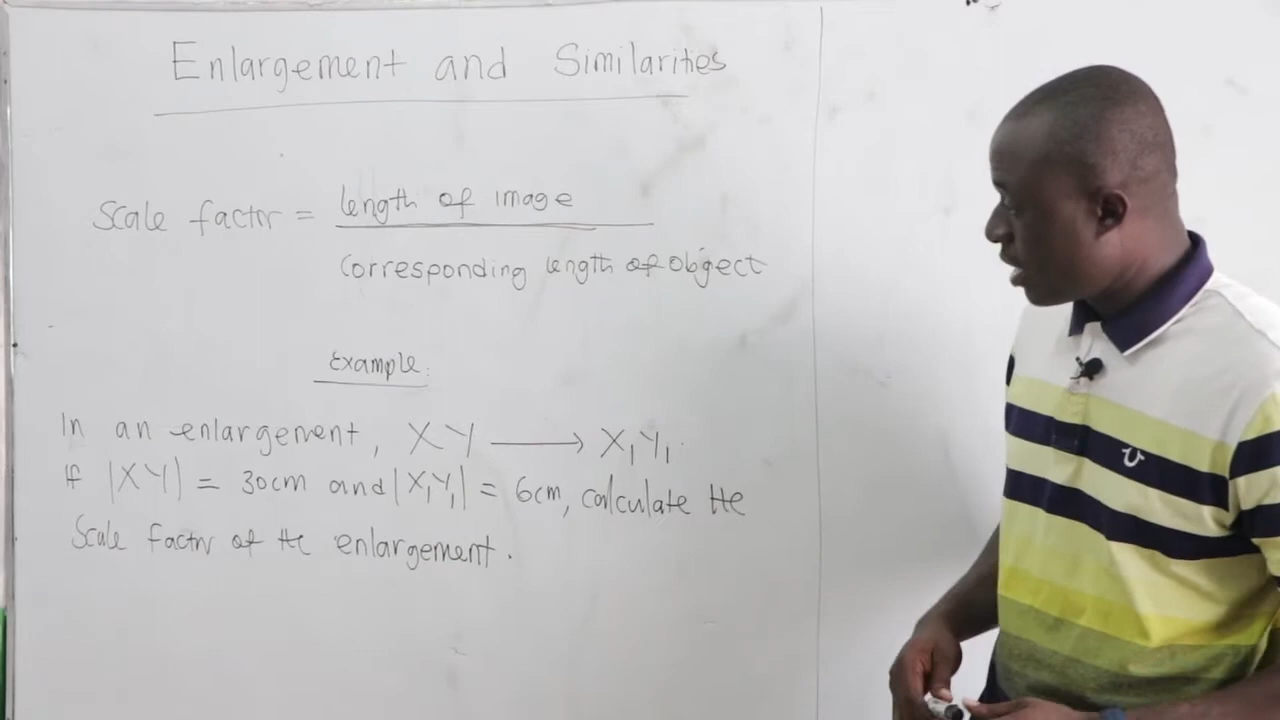 Enlargement and Similarities
Scale factor = length of image
corresponding length of object
Example:
In an enlargement, XY → X₁Y₁.
If |XY| = 30cm and |X₁Y₁| = 6cm, calculate the
Scale factor of the enlargement.